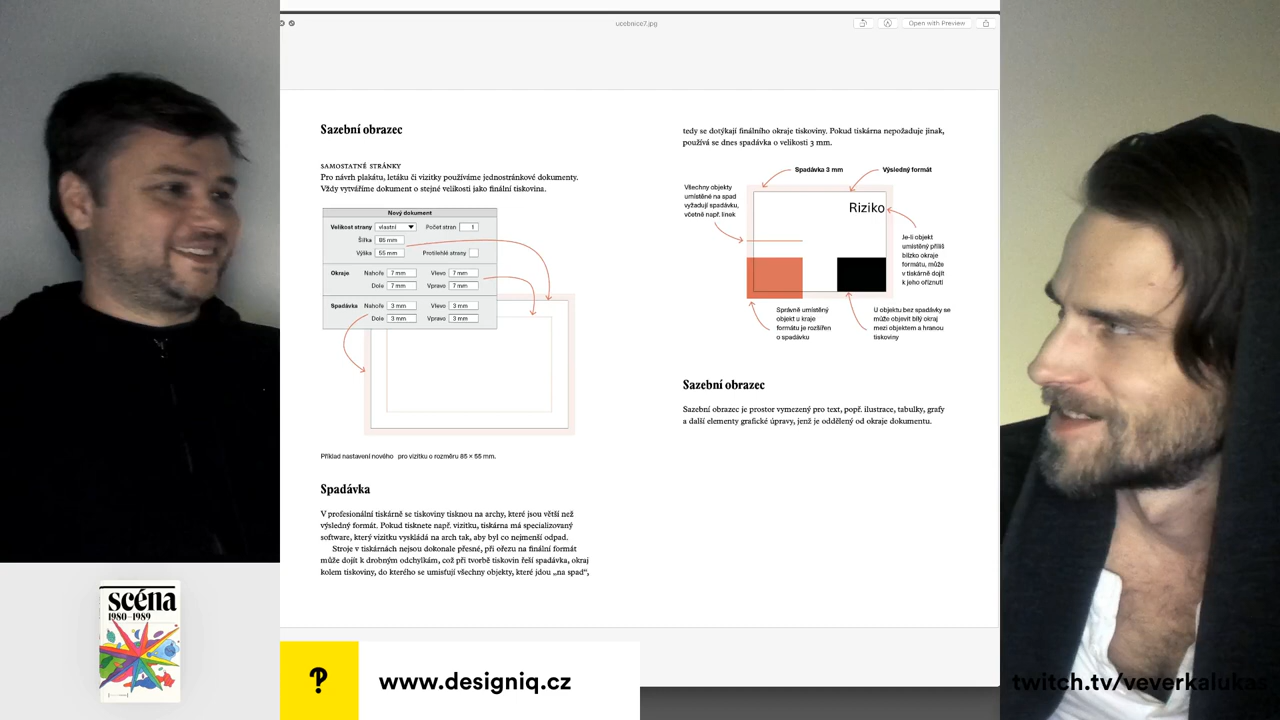 ucebnice7.jpg
Open with Preview
Sazební obrazec
SAMOSTATNÉ STRÁNKY
Pro návrh plakátu, letáku či vizitky používáme jednostránkové dokumenty.
Vždy vytváříme dokument o stejné velikosti jako finální tiskovina.
Nový dokument
Velikost strany vlastní Počet stran 1
Šířka 85 mm
Výška 55 mm Protilehlé strany
Okraje Nahoře 7 mm Vlevo 7 mm
Dole 7 mm Vpravo 7 mm
Spadávka Nahoře 3 mm Vlevo 3 mm
Dole 3 mm Vpravo 3 mm
Příklad nastavení nového pro vizitku o rozměru 85 × 55 mm.
Spadávka
V profesionální tiskárně se tiskoviny tisknou na archy, které jsou větší než
výsledný formát. Pokud tisknete např. vizitku, tiskárna má specializovaný
software, který vizitku vyskládá na arch tak, aby byl co nejmenší odpad.
Stroje v tiskárnách nejsou dokonale přesné, při ořezu na finální formát
může dojít k drobným odchylkám, což při tvorbě tiskovin řeší spadávka, okraj
kolem tiskoviny, do kterého se umisťují všechny objekty, které jdou „na spad“,
tedy se dotýkají finálního okraje tiskoviny. Pokud tiskárna nepožaduje jinak,
používá se dnes spadávka o velikosti 3 mm.
Spadávka 3 mm
Výsledný formát
Všechny objekty
umístěné na spad
vyžadují spadávku,
včetně např. linek
Riziko
Je-li objekt
umístěný příliš
blízko okraje
formátu, může
v tiskárně dojít
k jeho oříznutí
Správně umístěný
objekt u kraje
formátu je rozšířen
o spadávku
U objektu bez spadávky se
může objevit bílý okraj
mezi objektem a hranou
tiskoviny
Sazební obrazec
Sazební obrazec je prostor vymezený pro text, popř. ilustrace, tabulky, grafy
a další elementy grafické úpravy, jenž je oddělený od okraje dokumentu.
scéna
1980–1989
?
www.designiq.cz
twitch.tv/veverkalukas